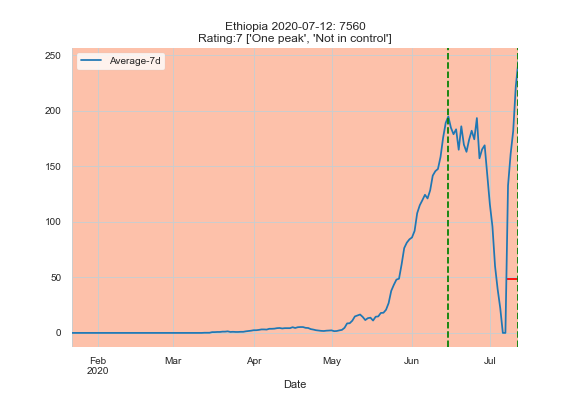 Ethiopia 2020-07-12: 7560
Rating:7 ['One peak', 'Not in control']
Average-7d
250
200
150
100
50
0
Feb
2020
Mar
Apr
May
Jun
Jul
Date